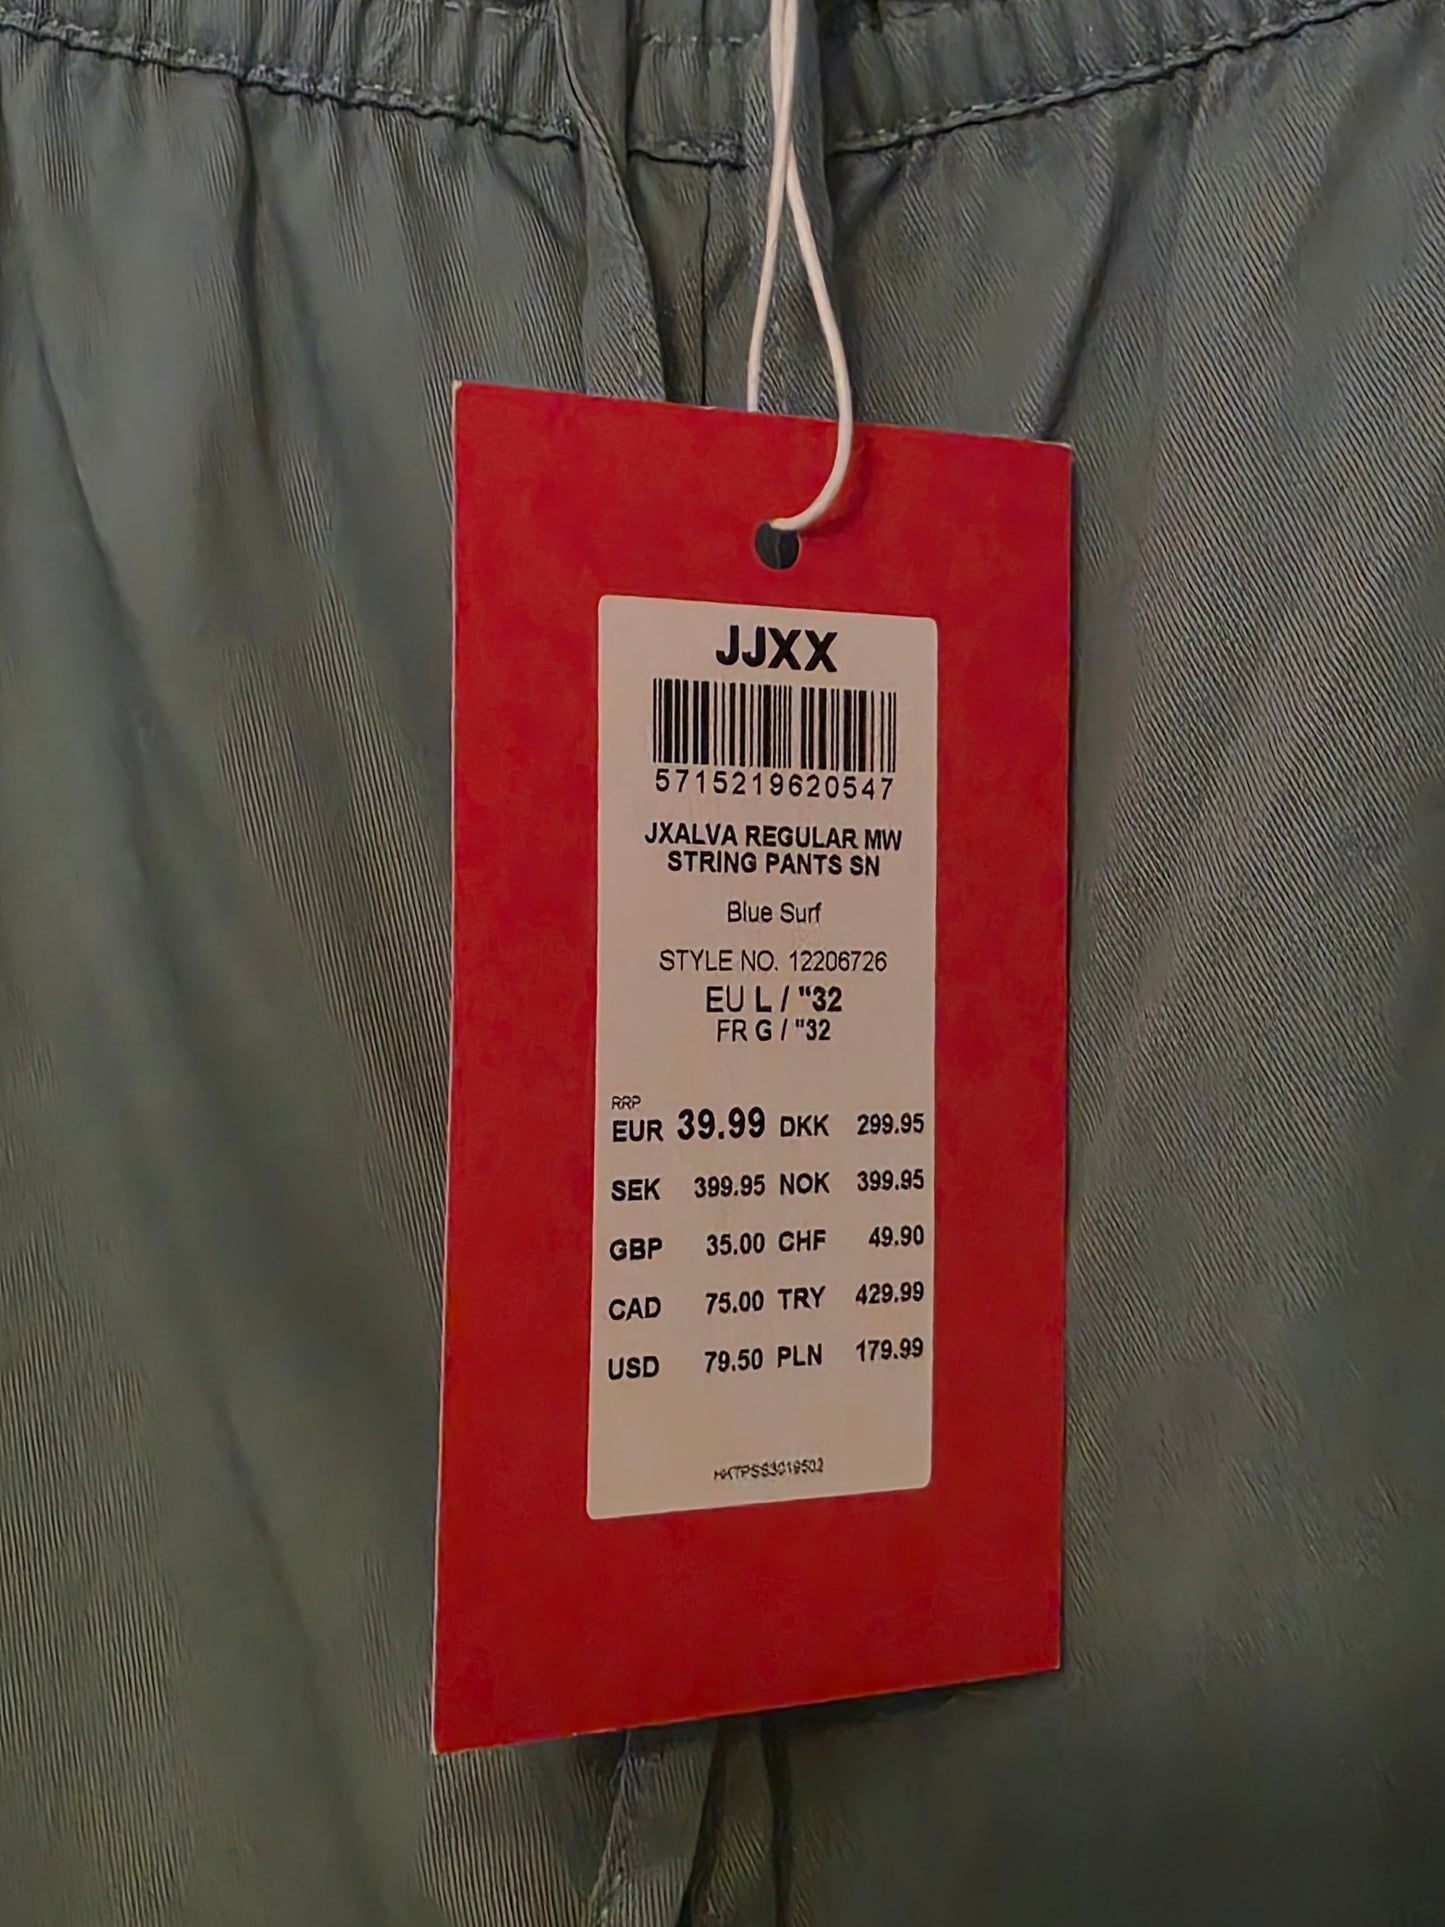 JJXX
5715219620547
JXALVA REGULAR MW
STRING PANTS SN
Blue Surf
STYLE NO. 12206726
EU L / "32
FR G / "32
RRP
EUR 39.99 DKK 299.95
SEK 399.95 NOK 399.95
GBP 35.00 CHF 49.90
CAD 75.00 TRY 429.99
USD 79.50 PLN 179.99